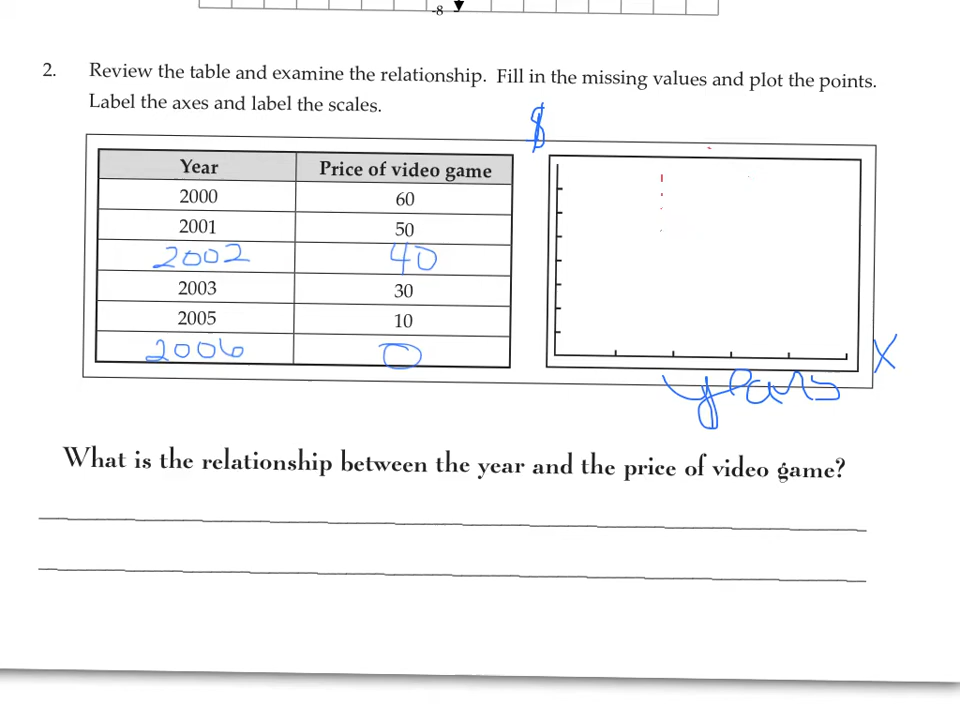 -8
2. Review the table and examine the relationship. Fill in the missing values and plot the points.
Label the axes and label the scales.
$
Year Price of video game
2000 60
2001 50
2002 40
2003 30
2005 10
2006 0
X
years
What is the relationship between the year and the price of video game?